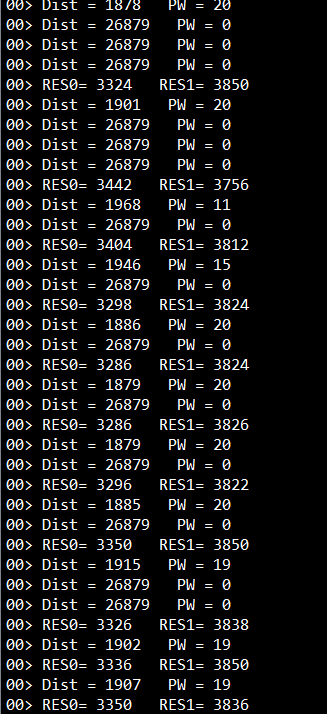 00> Dist = 1878   PW = 20
00> Dist = 26879   PW = 0
00> Dist = 26879   PW = 0
00> Dist = 26879   PW = 0
00> RES0= 3324   RES1= 3850
00> Dist = 1901   PW = 20
00> Dist = 26879   PW = 0
00> Dist = 26879   PW = 0
00> Dist = 26879   PW = 0
00> RES0= 3442   RES1= 3756
00> Dist = 1968   PW = 11
00> Dist = 26879   PW = 0
00> RES0= 3404   RES1= 3812
00> Dist = 1946   PW = 15
00> Dist = 26879   PW = 0
00> RES0= 3298   RES1= 3824
00> Dist = 1886   PW = 20
00> Dist = 26879   PW = 0
00> RES0= 3286   RES1= 3824
00> Dist = 1879   PW = 20
00> Dist = 26879   PW = 0
00> RES0= 3286   RES1= 3826
00> Dist = 1879   PW = 20
00> Dist = 26879   PW = 0
00> RES0= 3296   RES1= 3822
00> Dist = 1885   PW = 20
00> Dist = 26879   PW = 0
00> RES0= 3350   RES1= 3850
00> Dist = 1915   PW = 19
00> Dist = 26879   PW = 0
00> Dist = 26879   PW = 0
00> RES0= 3326   RES1= 3838
00> Dist = 1902   PW = 19
00> RES0= 3336   RES1= 3850
00> Dist = 1907   PW = 19
00> RES0= 3350   RES1= 3836